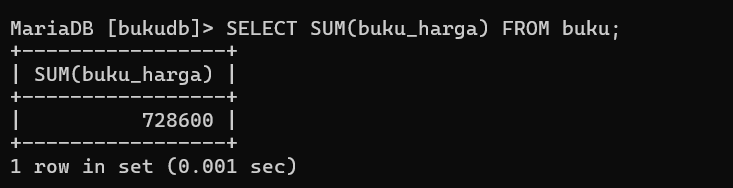 MariaDB [bukudb]> SELECT SUM(buku_harga) FROM buku;
+-----------------+
| SUM(buku_harga) |
+-----------------+
|          728600 |
+-----------------+
1 row in set (0.001 sec)